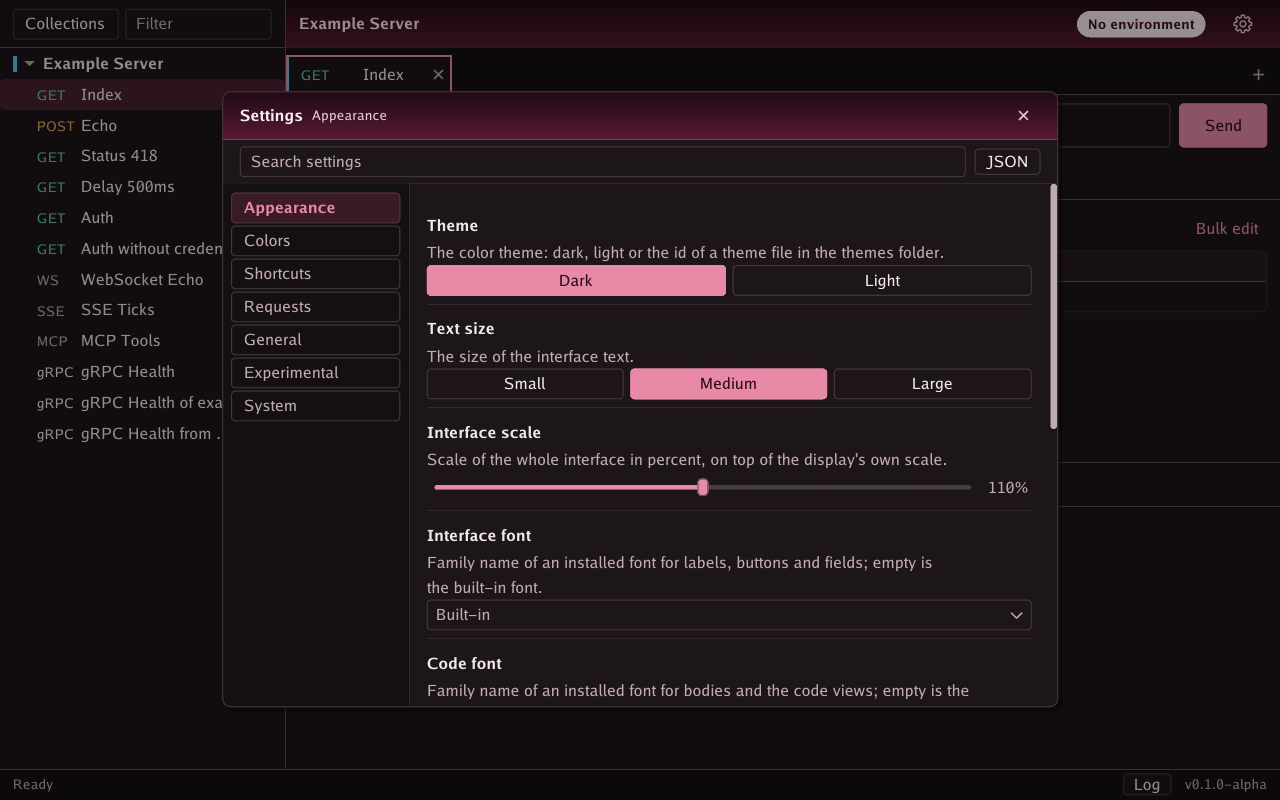 Collections
Filter
Example Server
No environment
Example Server
GET Index
POST Echo
GET Status 418
GET Delay 500ms
GET Auth
GET Auth without creden
WS WebSocket Echo
SSE SSE Ticks
MCP MCP Tools
gRPC gRPC Health
gRPC gRPC Health of exa
gRPC gRPC Health from .
GET Index
Send
Bulk edit
Settings Appearance
Search settings
JSON
Appearance
Colors
Shortcuts
Requests
General
Experimental
System
Theme
The color theme: dark, light or the id of a theme file in the themes folder.
Dark Light
Text size
The size of the interface text.
Small Medium Large
Interface scale
Scale of the whole interface in percent, on top of the display's own scale.
110%
Interface font
Family name of an installed font for labels, buttons and fields; empty is
the built-in font.
Built-in
Code font
Family name of an installed font for bodies and the code views; empty is the
Ready
Log
v0.1.0-alpha